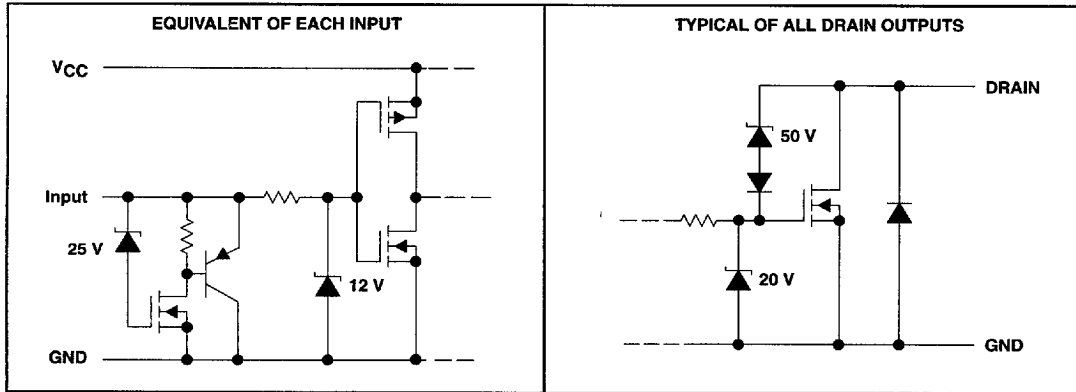 EQUIVALENT OF EACH INPUT
VCC
Input
25 V
12 V
GND
TYPICAL OF ALL DRAIN OUTPUTS
DRAIN
50 V
20 V
GND